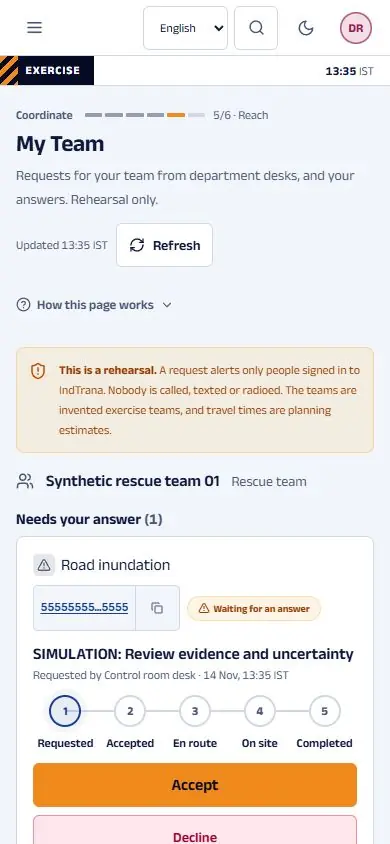 English
DR
EXERCISE
13:35 IST
Coordinate 5/6 · Reach
My Team
Requests for your team from department desks, and your
answers. Rehearsal only.
Updated 13:35 IST
Refresh
How this page works
This is a rehearsal. A request alerts only people signed in to
IndTrana. Nobody is called, texted or radioed. The teams are
invented exercise teams, and travel times are planning
estimates.
Synthetic rescue team 01 Rescue team
Needs your answer (1)
Road inundation
55555555…5555
Waiting for an answer
SIMULATION: Review evidence and uncertainty
Requested by Control room desk · 14 Nov, 13:35 IST
1 2 3 4 5
Requested Accepted En route On site Completed
Accept
Decline